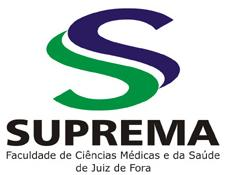 SUPREMA
Faculdade de Ciências Médicas e da Saúde
de Juiz de Fora